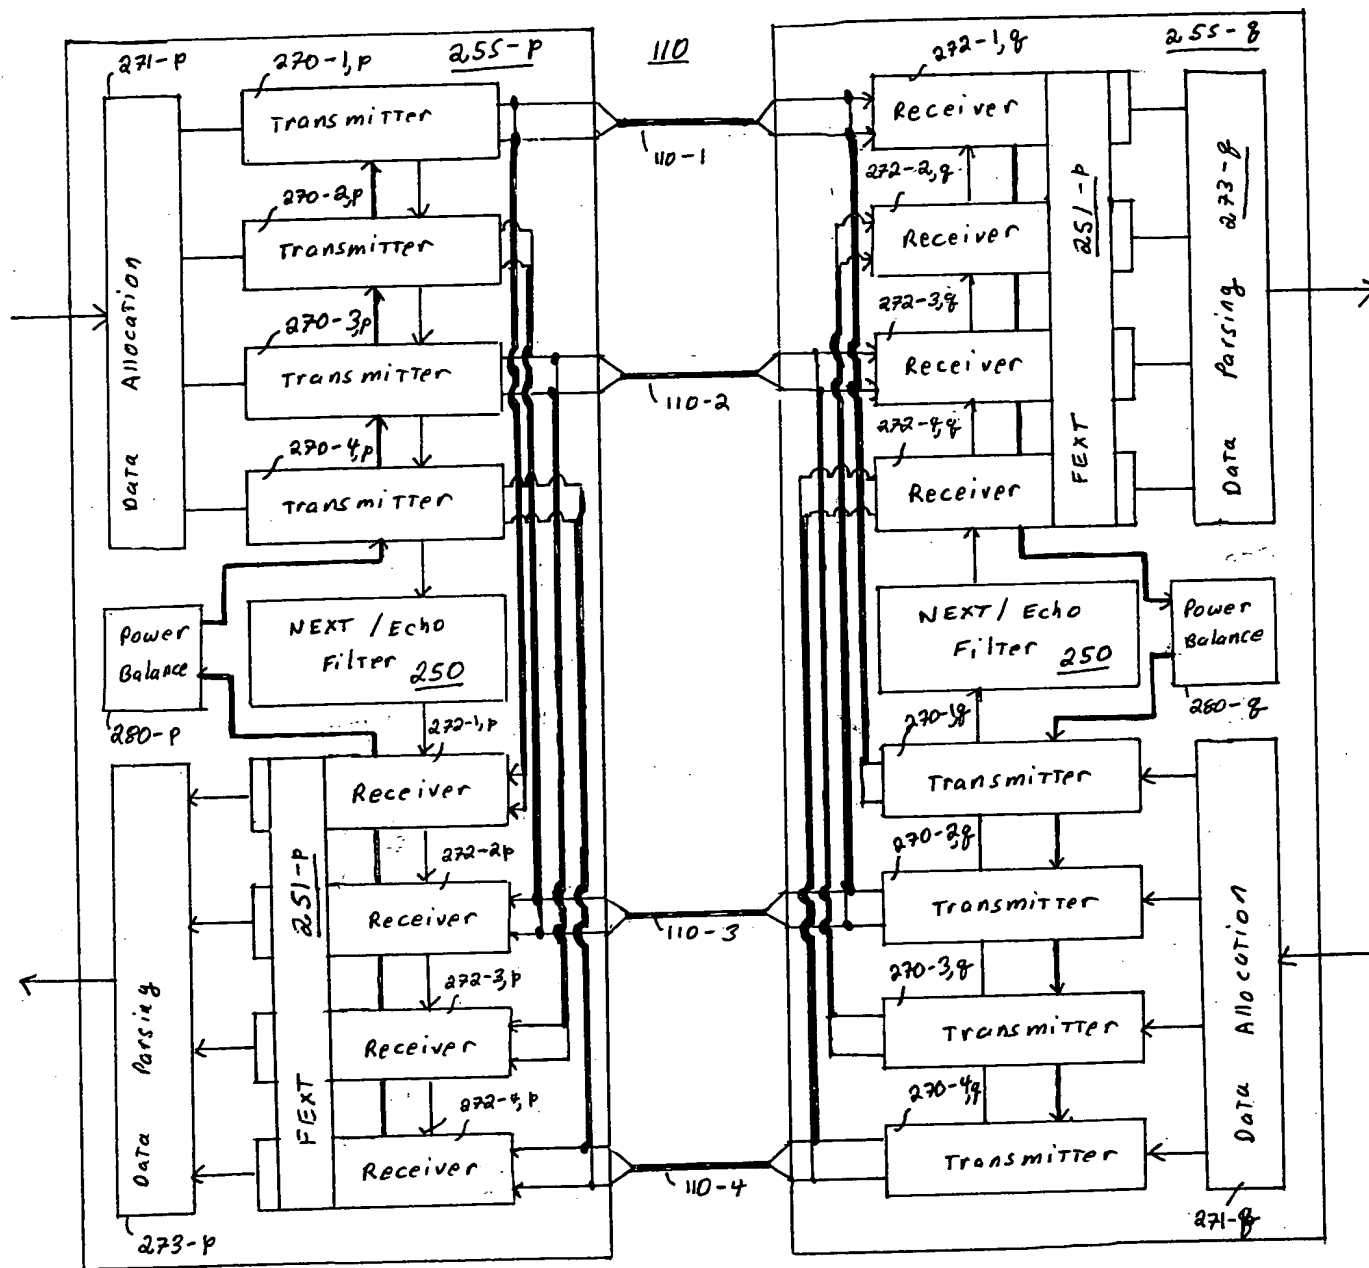 271-p
270-1,p
255-p
110
272-1,q
255-q
Transmitter
Receiver
110-1
270-2,p
272-2,q
Transmitter
Receiver
251-p
273-q
Data Allocation
270-3,p
272-3,q
Transmitter
Receiver
110-2
Data Parsing
270-4,p
272-4,q
Transmitter
Receiver
FEXT
Power
Balance
280-p
NEXT / Echo
Filter 250
NEXT / Echo
Filter 250
Power
Balance
280-q
272-1,p
270-1,q
Receiver
Transmitter
251-p
272-2p
270-2,q
Receiver
Transmitter
110-3
Data Parsing
272-3,p
270-3,q
Receiver
Transmitter
Data Allocation
FEXT
272-4,p
270-4,q
Receiver
Transmitter
110-4
273-p
271-q